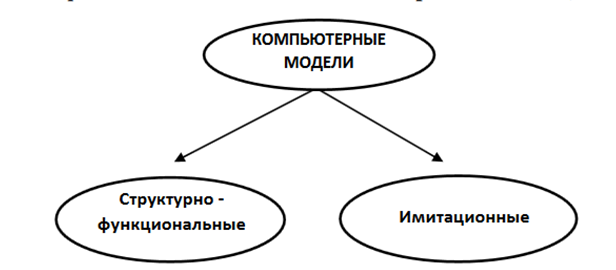 КОМПЬЮТЕРНЫЕ
МОДЕЛИ
Структурно -
функциональные
Имитационные